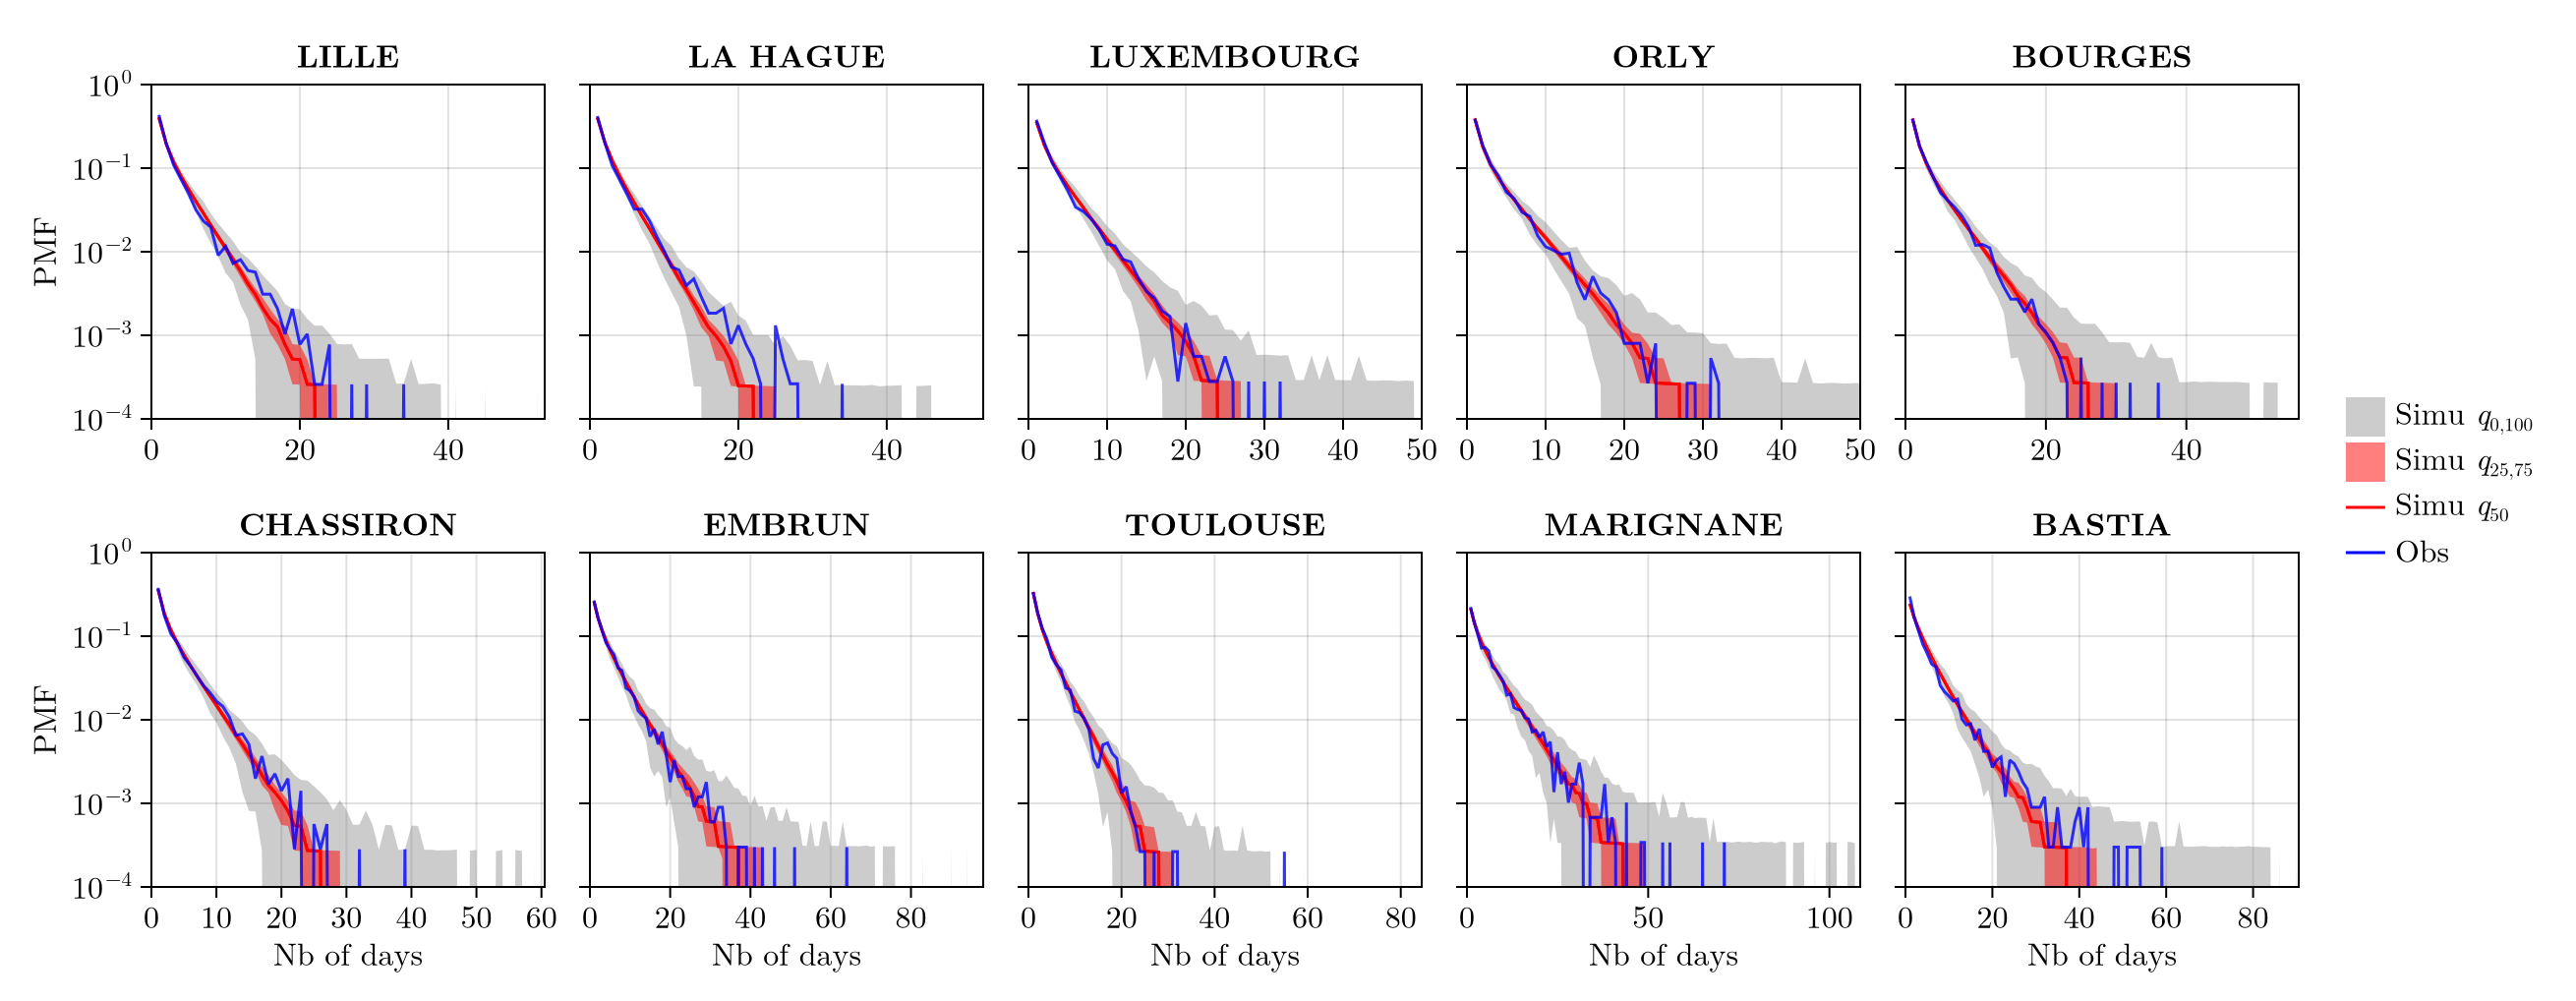 LILLE LA HAGUE LUXEMBOURG ORLY BOURGES
10⁰
10⁻¹
10⁻²
10⁻³
10⁻⁴
PMF
0 20 40 0 20 40 0 10 20 30 40 50 0 10 20 30 40 50 0 20 40
Simu q0,100
Simu q25,75
Simu q50
Obs
CHASSIRON EMBRUN TOULOUSE MARIGNANE BASTIA
10⁰
10⁻¹
10⁻²
10⁻³
10⁻⁴
PMF
0 10 20 30 40 50 60 0 20 40 60 80 0 20 40 60 80 0 50 100 0 20 40 60 80
Nb of days Nb of days Nb of days Nb of days Nb of days